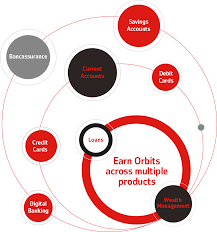 Savings
Accounts
Bancassurance
Current
Accounts
Debit
Cards
Credit
Cards
Loans
Earn Orbits
across multiple
products
Digital
Banking
Wealth
Management